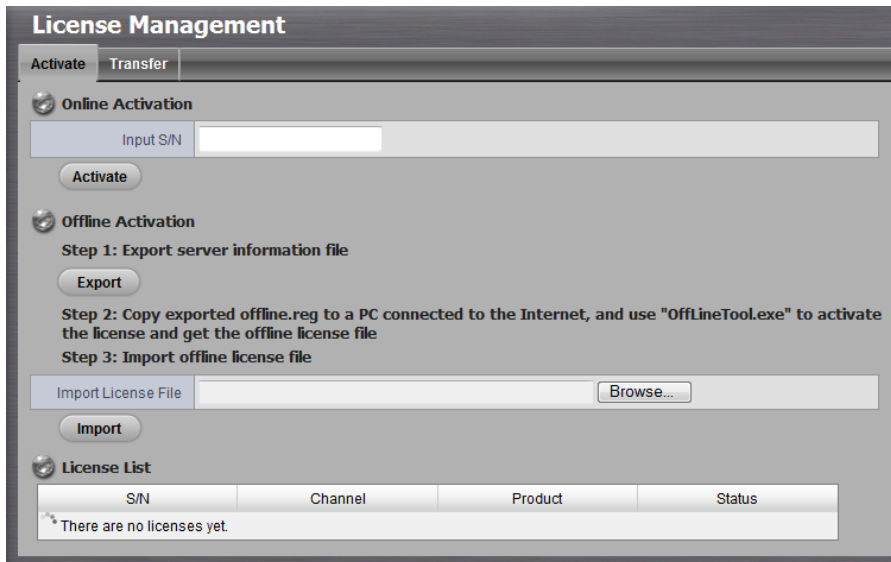 License Management
Activate Transfer
Online Activation
Input S/N
Activate
Offline Activation
Step 1: Export server information file
Export
Step 2: Copy exported offline.reg to a PC connected to the Internet, and use "OffLineTool.exe" to activate
the license and get the offline license file
Step 3: Import offline license file
Import License File Browse...
Import
License List
S/N Channel Product Status
There are no licenses yet.